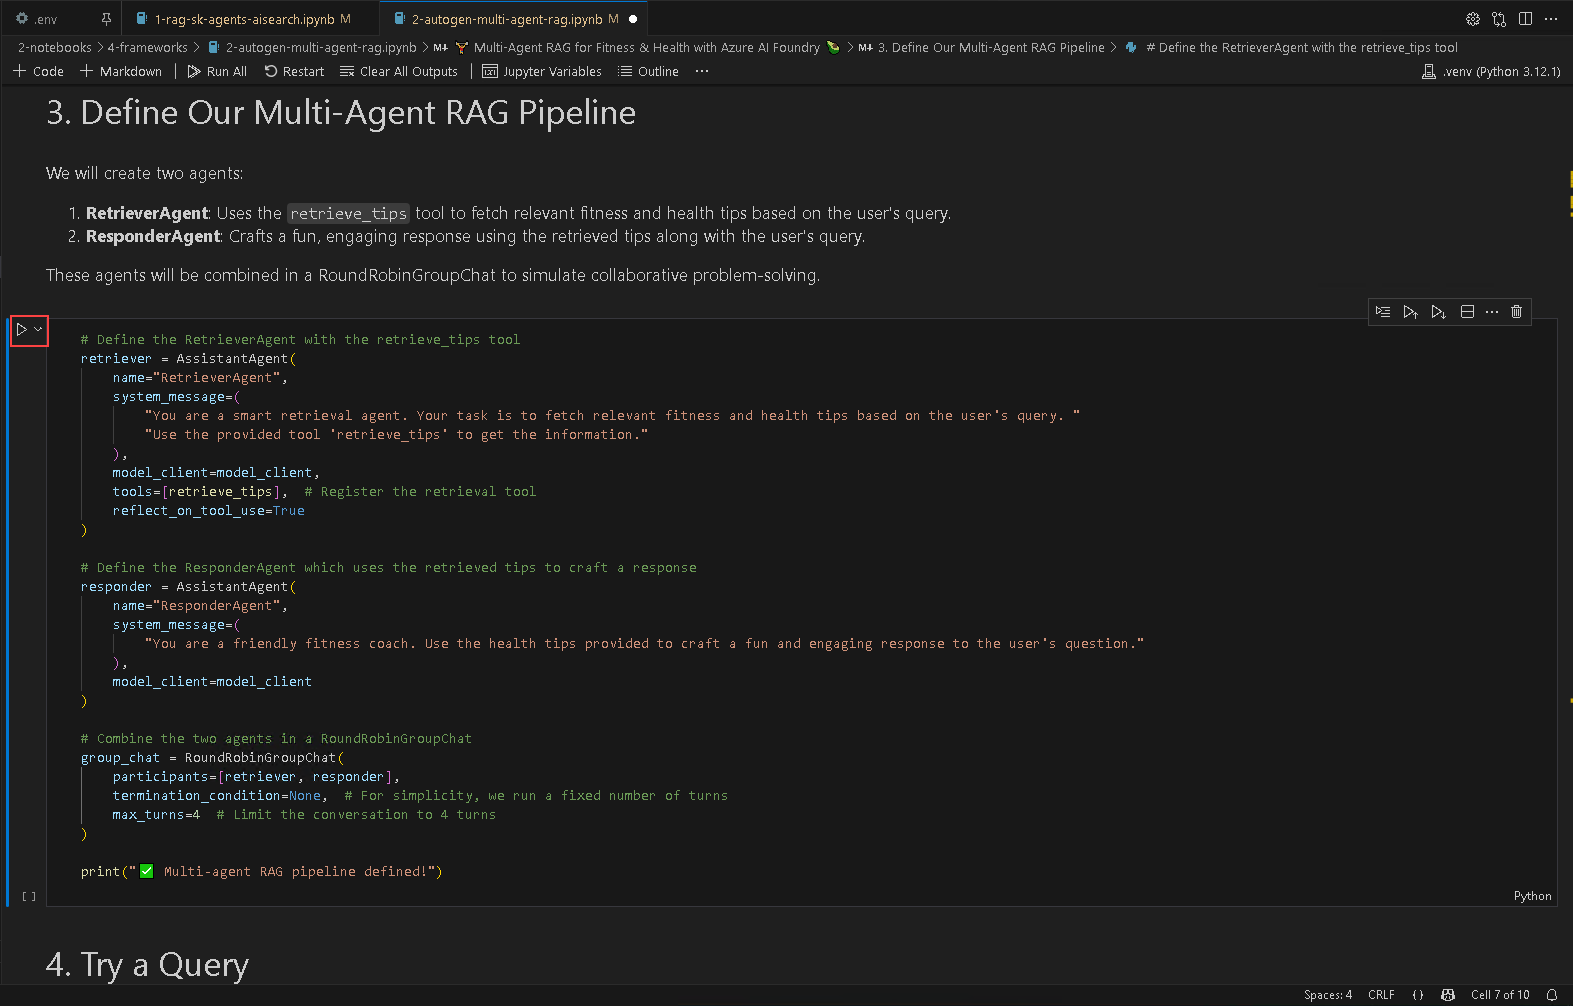 .env
1-rag-sk-agents-aisearch.ipynb M
2-autogen-multi-agent-rag.ipynb M
2-notebooks > 4-frameworks > 2-autogen-multi-agent-rag.ipynb > M↓ Multi-Agent RAG for Fitness & Health with Azure AI Foundry > M↓ 3. Define Our Multi-Agent RAG Pipeline > # Define the RetrieverAgent with the retrieve_tips tool
+ Code + Markdown Run All Restart Clear All Outputs Jupyter Variables Outline ··· .venv (Python 3.12.1)
3. Define Our Multi-Agent RAG Pipeline
We will create two agents:
1. RetrieverAgent: Uses the retrieve_tips tool to fetch relevant fitness and health tips based on the user's query.
2. ResponderAgent: Crafts a fun, engaging response using the retrieved tips along with the user's query.
These agents will be combined in a RoundRobinGroupChat to simulate collaborative problem-solving.
# Define the RetrieverAgent with the retrieve_tips tool
retriever = AssistantAgent(
name="RetrieverAgent",
system_message=(
"You are a smart retrieval agent. Your task is to fetch relevant fitness and health tips based on the user's query. "
"Use the provided tool 'retrieve_tips' to get the information."
),
model_client=model_client,
tools=[retrieve_tips],  # Register the retrieval tool
reflect_on_tool_use=True
)
# Define the ResponderAgent which uses the retrieved tips to craft a response
responder = AssistantAgent(
name="ResponderAgent",
system_message=(
"You are a friendly fitness coach. Use the health tips provided to craft a fun and engaging response to the user's question."
),
model_client=model_client
)
# Combine the two agents in a RoundRobinGroupChat
group_chat = RoundRobinGroupChat(
participants=[retriever, responder],
termination_condition=None,  # For simplicity, we run a fixed number of turns
max_turns=4  # Limit the conversation to 4 turns
)
print("✅ Multi-agent RAG pipeline defined!")
[ ]
Python
4. Try a Query
Spaces: 4 CRLF {} Cell 7 of 10